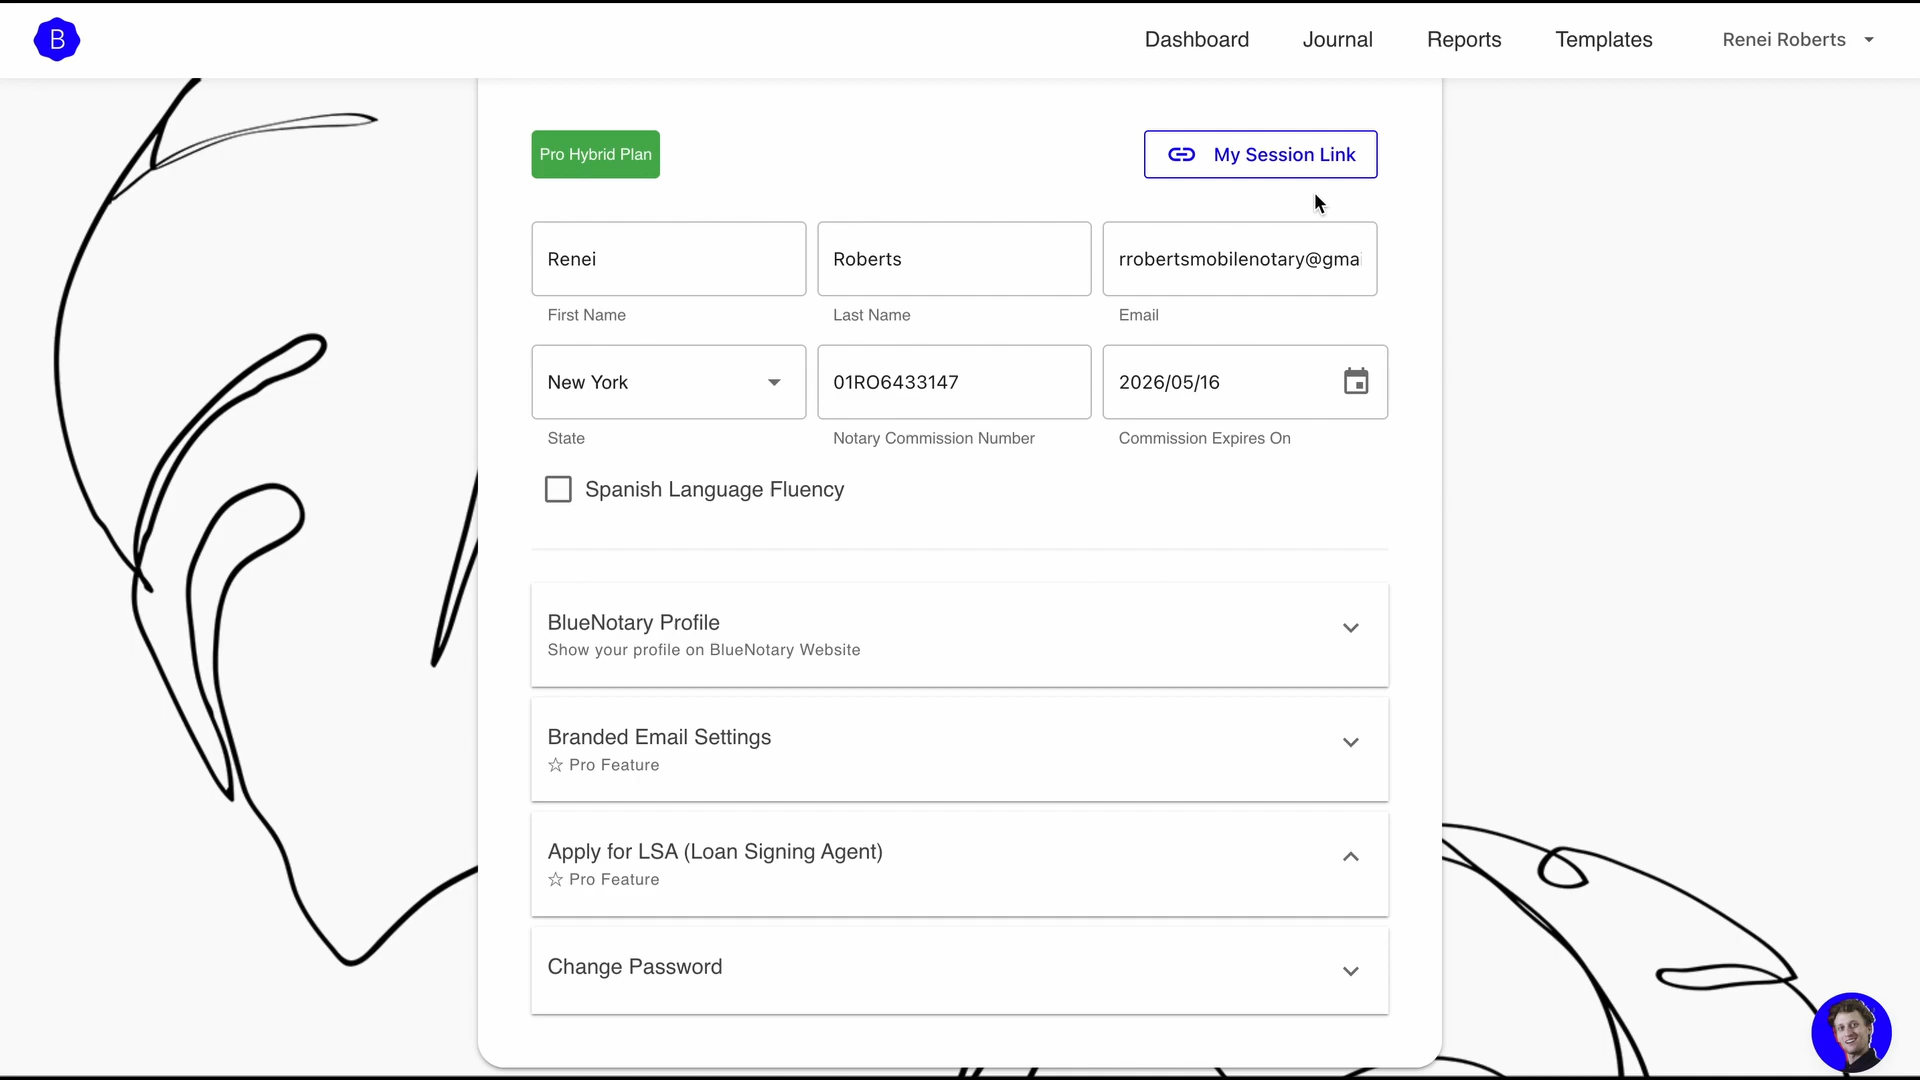 B
Dashboard
Journal
Reports
Templates
Renei Roberts
Pro Hybrid Plan
My Session Link
Renei
Roberts
rrobertsmobilenotary@gmai
First Name
Last Name
Email
New York
01RO6433147
2026/05/16
State
Notary Commission Number
Commission Expires On
Spanish Language Fluency
BlueNotary Profile
Show your profile on BlueNotary Website
Branded Email Settings
☆ Pro Feature
Apply for LSA (Loan Signing Agent)
☆ Pro Feature
Change Password